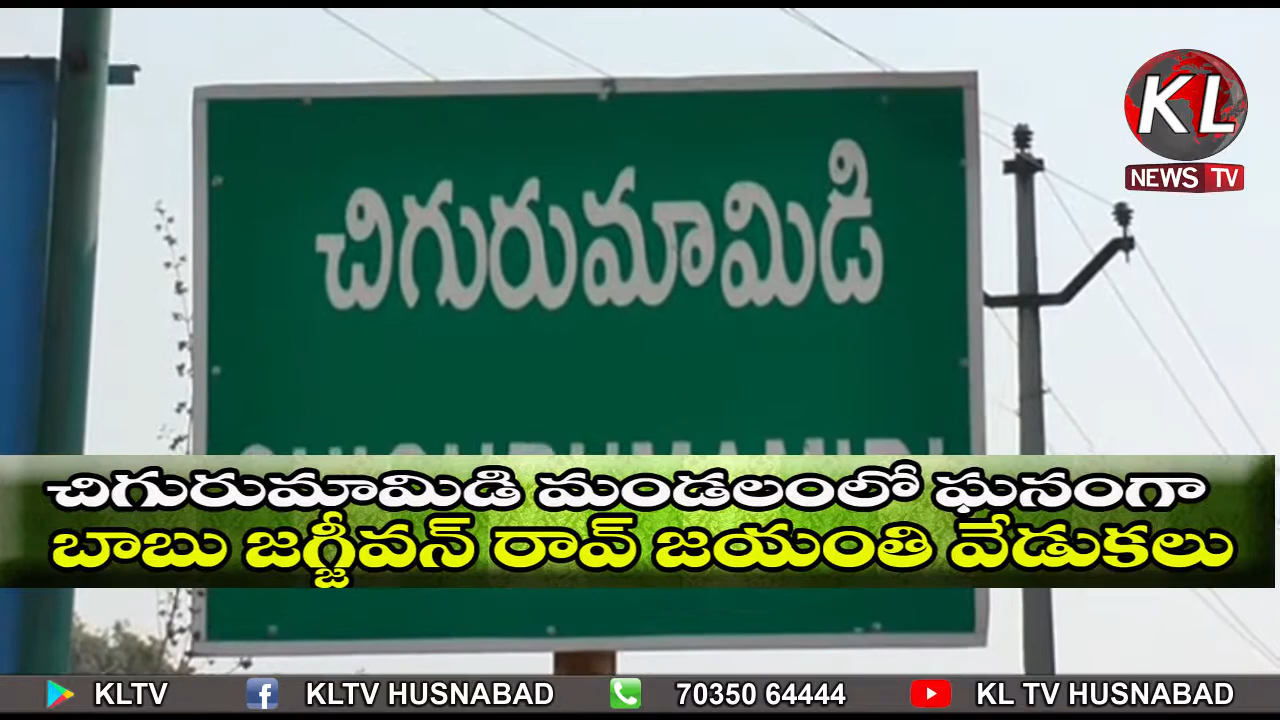 చిగురుమామిడి
KL
NEWS TV
చిగురుమామిడి మండలంలో ఘనంగా
బాబు జగ్జీవన్ రావ్ జయంతి వేడుకలు
KLTV
KLTV HUSNABAD
70350 64444
KL TV HUSNABAD